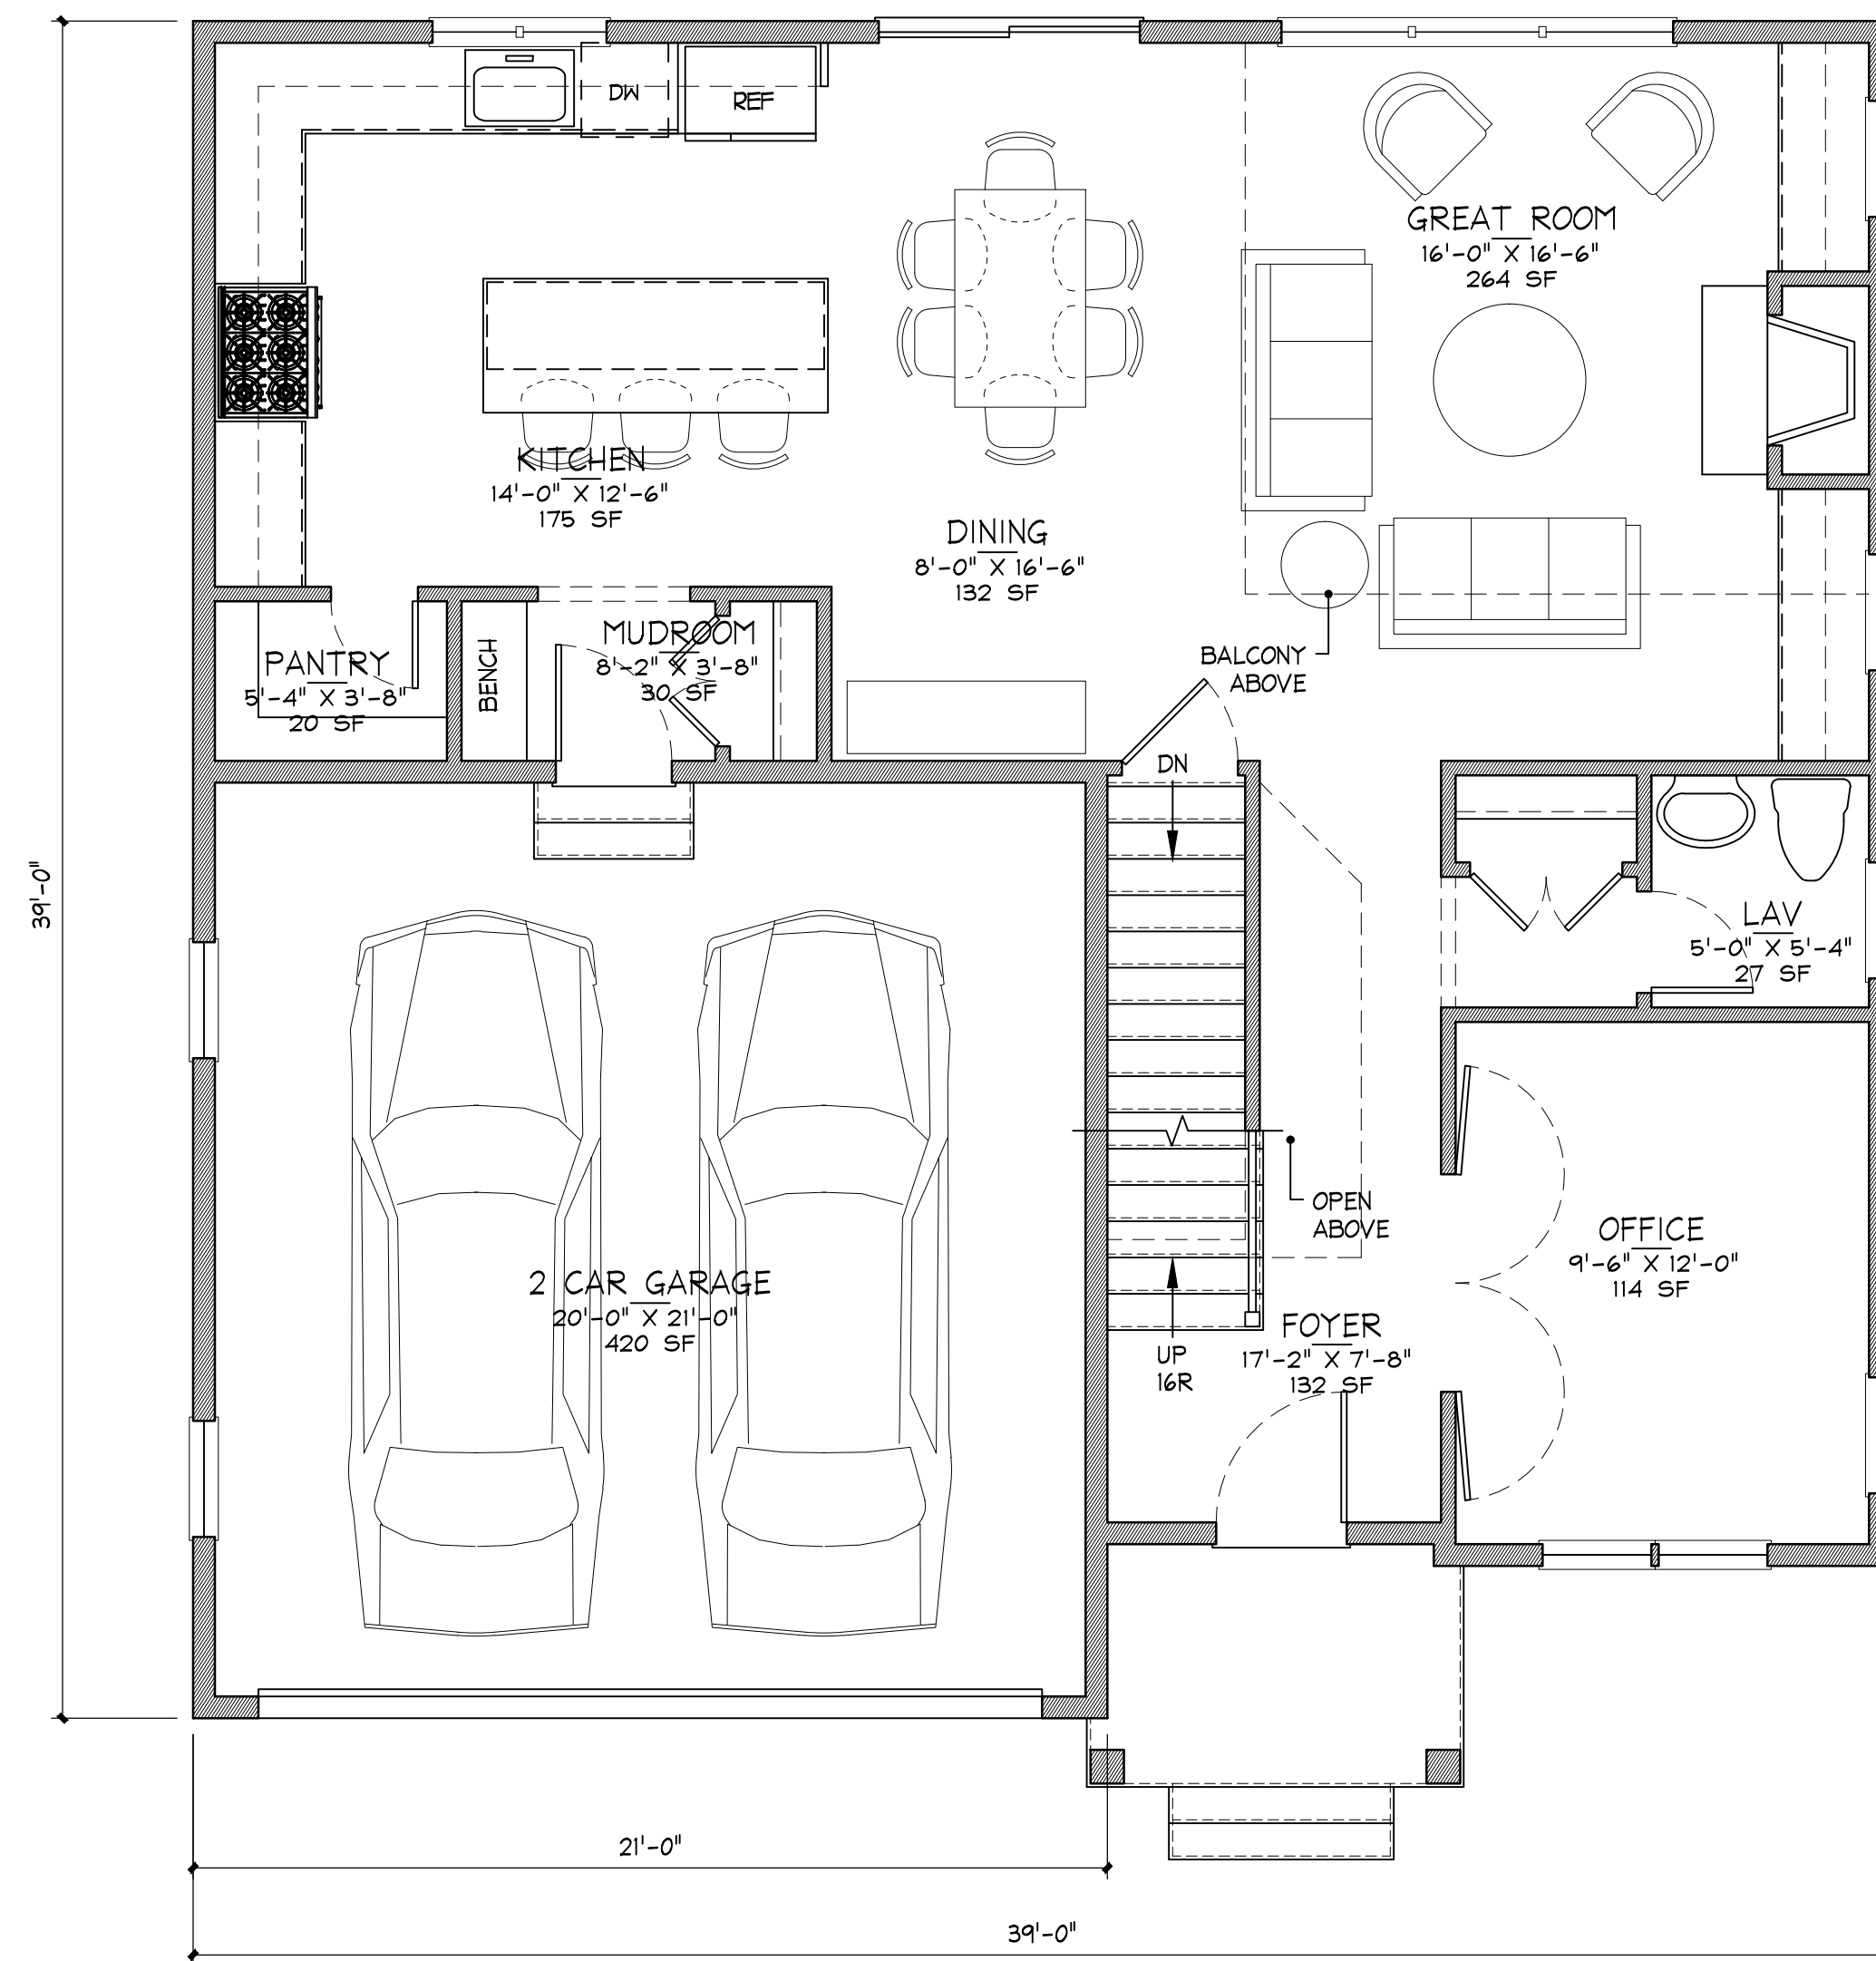 DW
REF
GREAT ROOM
16'-0" X 16'-6"
264 SF
KITCHEN
14'-0" X 12'-6"
175 SF
DINING
8'-0" X 16'-6"
132 SF
MUDROOM
8'-2" X 3'-8"
30 SF
BENCH
PANTRY
5'-4" X 3'-8"
20 SF
BALCONY
ABOVE
DN
39'-0"
LAV
5'-0" X 5'-4"
27 SF
OPEN
ABOVE
OFFICE
9'-6" X 12'-0"
114 SF
2 CAR GARAGE
20'-0" X 21'-0"
420 SF
FOYER
17'-2" X 7'-8"
132 SF
UP
16R
21'-0"
39'-0"